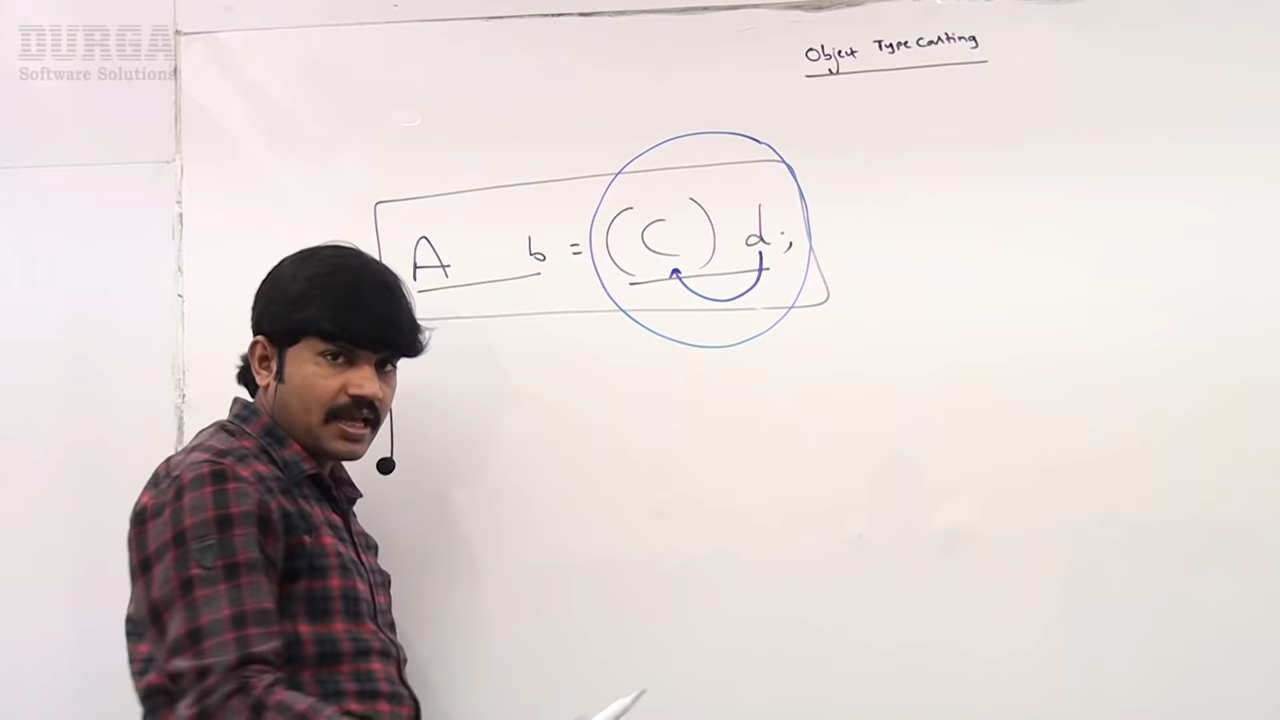 DURGA
Software Solutions
Object Type Casting
A b = (C) d;